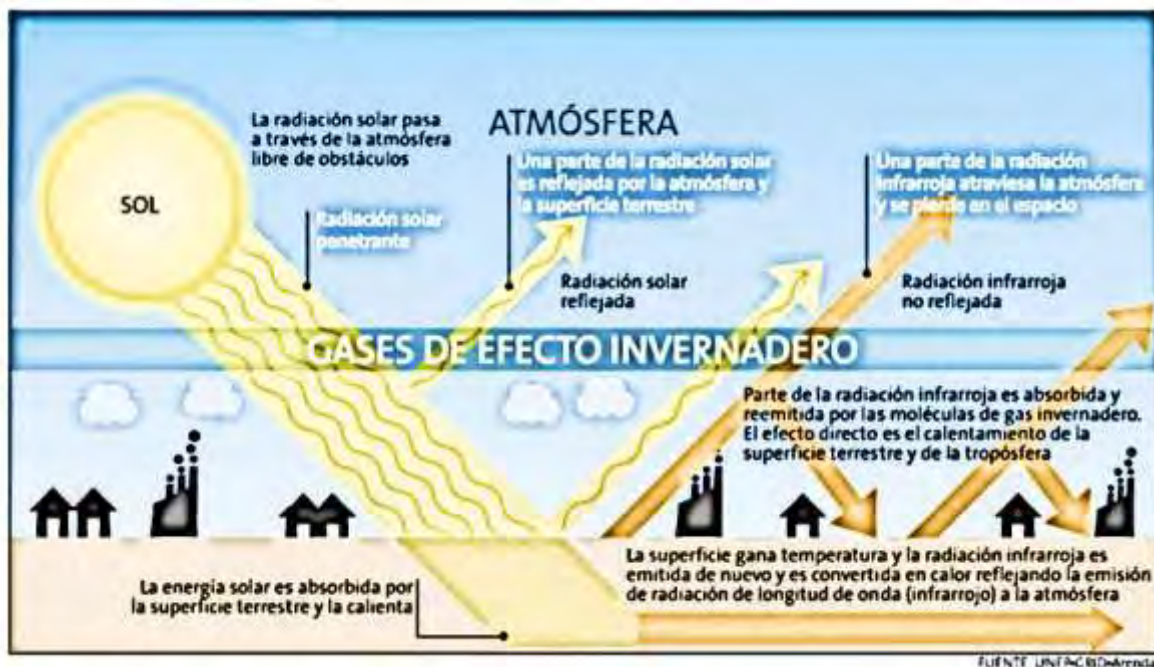 La radiación solar pasa
a través de la atmósfera
libre de obstáculos
ATMÓSFERA
Una parte de la radiación solar
es reflejada por la atmósfera y
la superficie terrestre
Una parte de la radiación
infrarroja atraviesa la atmósfera
y se pierde en el espacio
SOL
Radiación solar
penetrante
Radiación solar
reflejada
Radiación infrarroja
no reflejada
GASES DE EFECTO INVERNADERO
Parte de la radiación infrarroja es absorbida y
reemitida por las moléculas de gas invernadero.
El efecto directo es el calentamiento de la
superficie terrestre y de la tropósfera
La superficie gana temperatura y la radiación infrarroja es
emitida de nuevo y es convertida en calor reflejando la emisión
de radiación de longitud de onda (infrarrojo) a la atmósfera
La energía solar es absorbida por
la superficie terrestre y la calienta
FUENTE